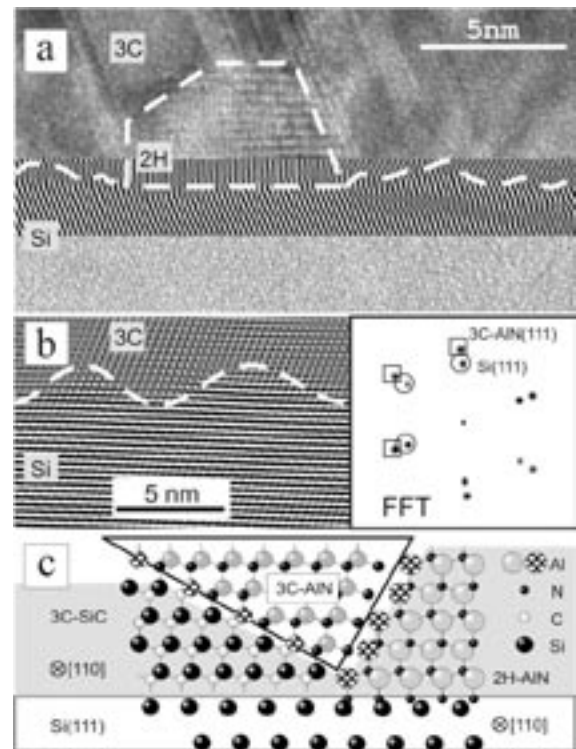 a
3C
5nm
2H
Si
b
3C
Si
5 nm
3C-AlN(111)
Si(111)
FFT
c
3C-AlN
Al
N
C
Si
3C-SiC
⊗[110]
2H-AlN
Si(111)
⊗[110]